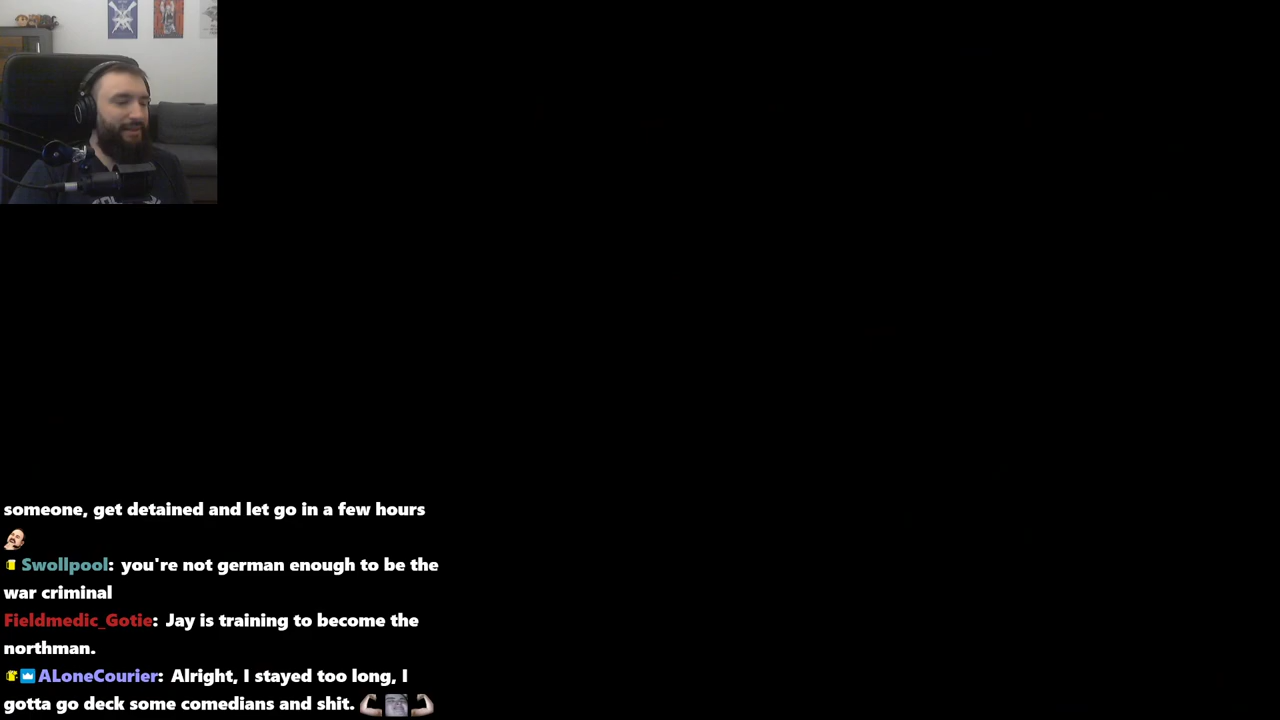 someone, get detained and let go in a few hours
Swollpool: you're not german enough to be the
war criminal
Fieldmedic_Gotie: Jay is training to become the
northman.
ALoneCourier: Alright, I stayed too long, I
gotta go deck some comedians and shit.